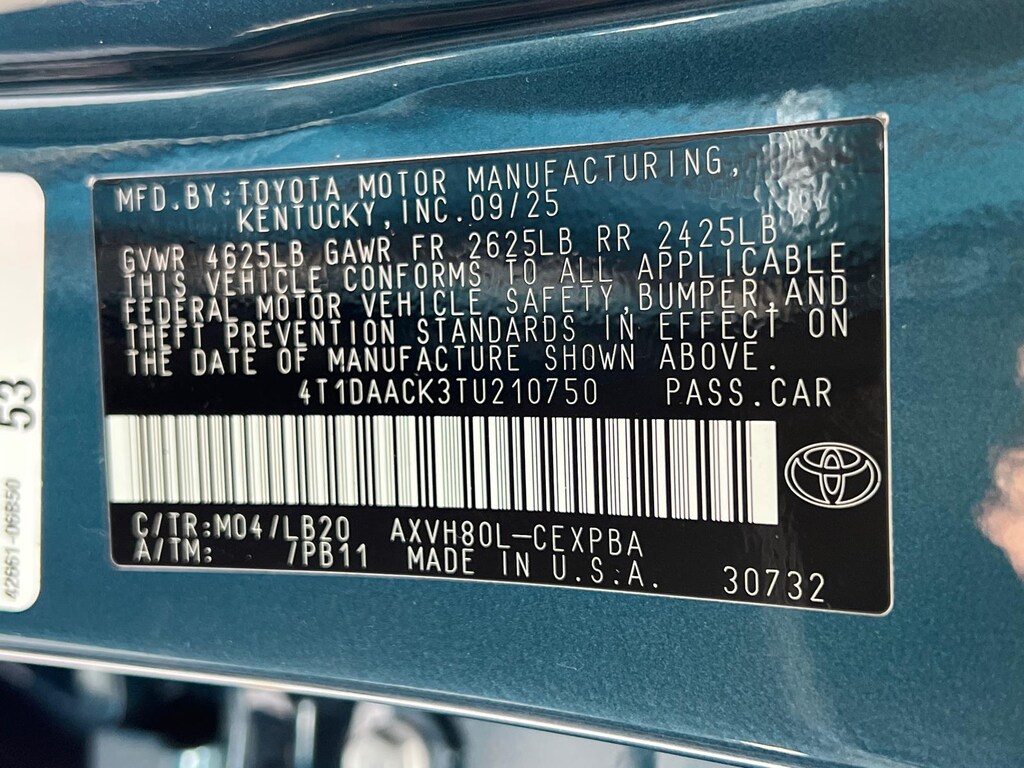 MFD.BY:TOYOTA MOTOR MANUFACTURING,
KENTUCKY, INC. 09/25
GVWR 4625LB GAWR FR 2625LB RR 2425LB
THIS VEHICLE CONFORMS TO ALL APPLICABLE
FEDERAL MOTOR VEHICLE SAFETY, BUMPER, AND
THEFT PREVENTION STANDARDS IN EFFECT ON
THE DATE OF MANUFACTURE SHOWN ABOVE.
4T1DAACK3TU210750 PASS.CAR
C/TR:M04/LB20 AXVH80L-CEXPBA
A/TM: /PB11 MADE IN U.S.A. 30732
53
42661-06B50